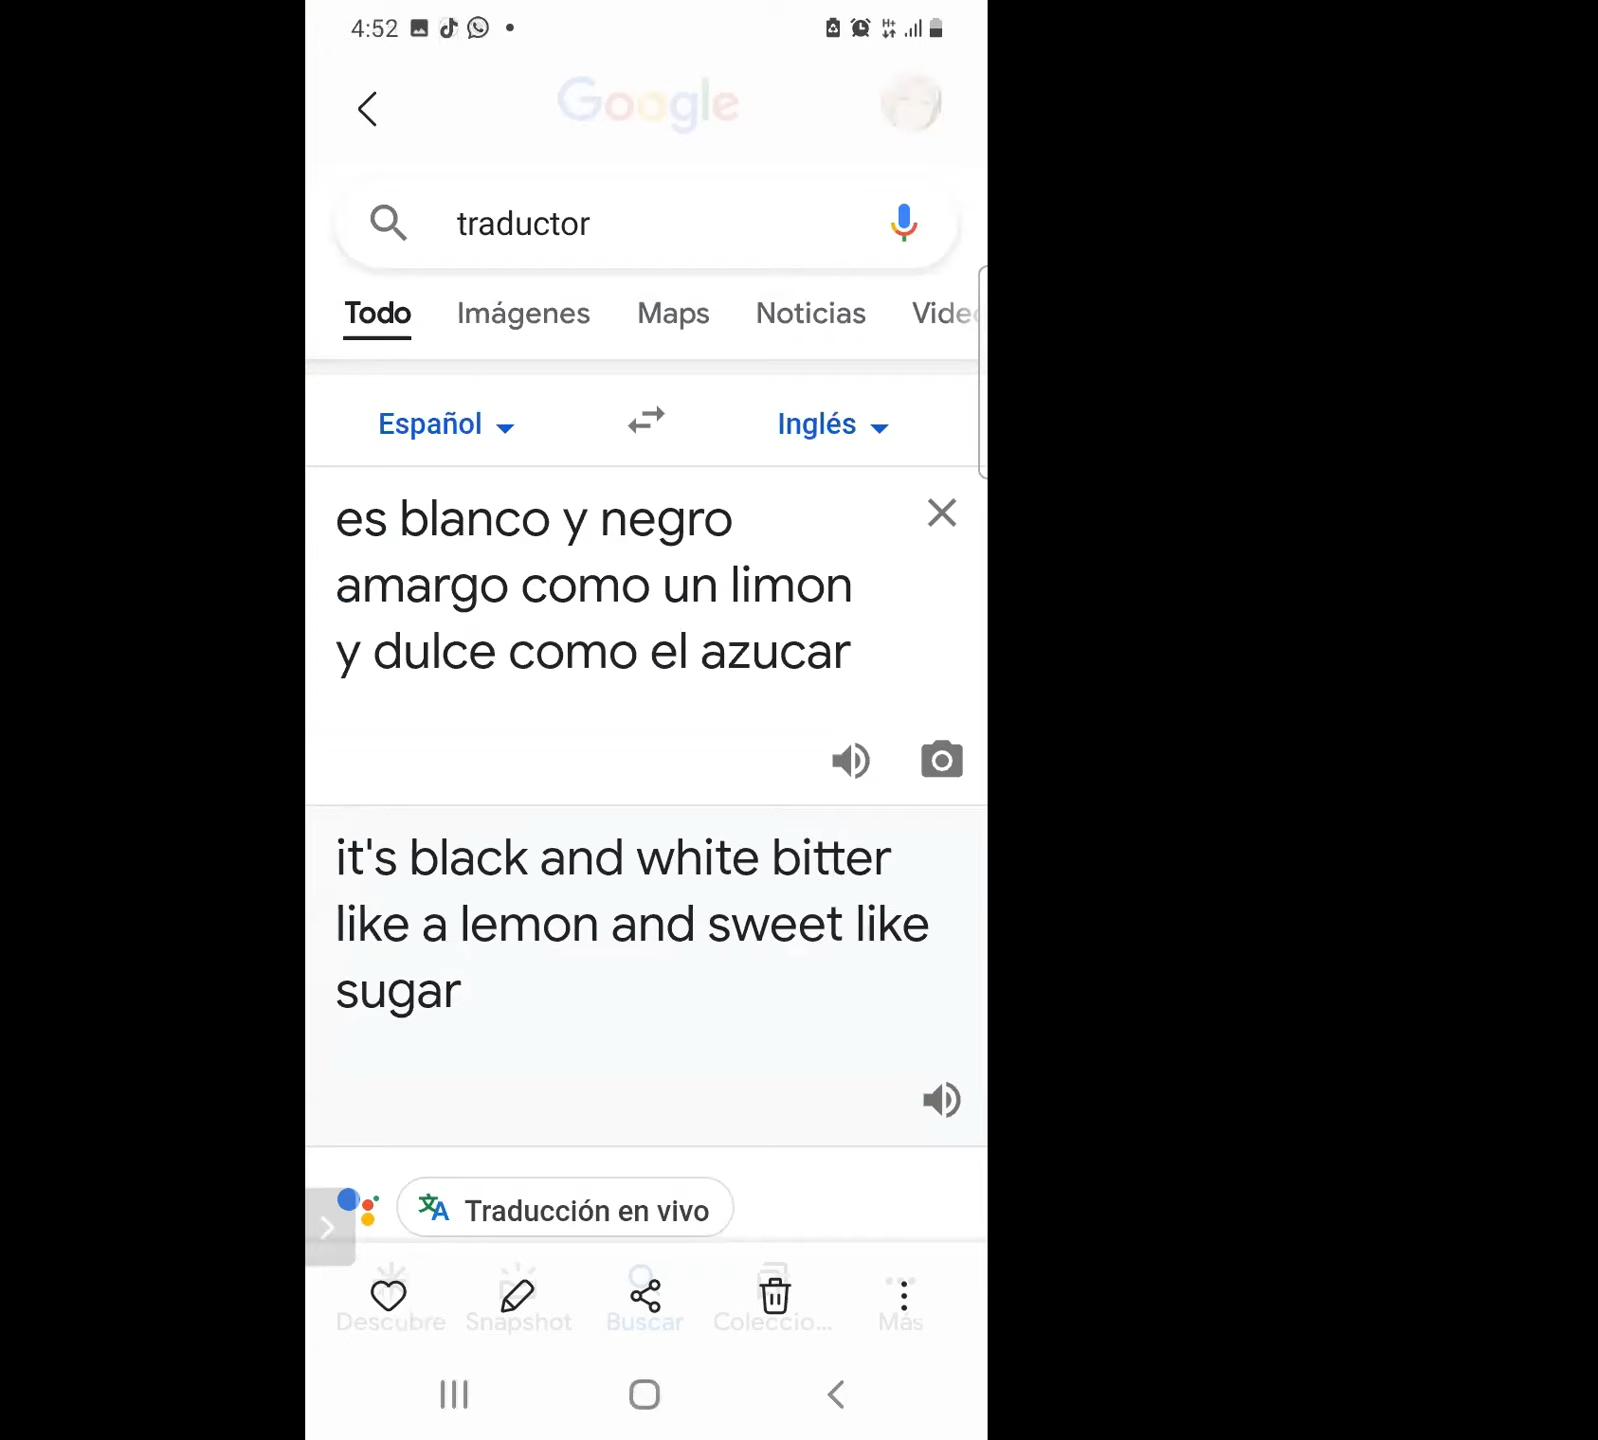 4:52
Google
traductor
Todo Imágenes Maps Noticias Vide
Español Inglés
es blanco y negro
amargo como un limon
y dulce como el azucar
it's black and white bitter
like a lemon and sweet like
sugar
Traducción en vivo
Descubre Snapshot Buscar Coleccio... Más